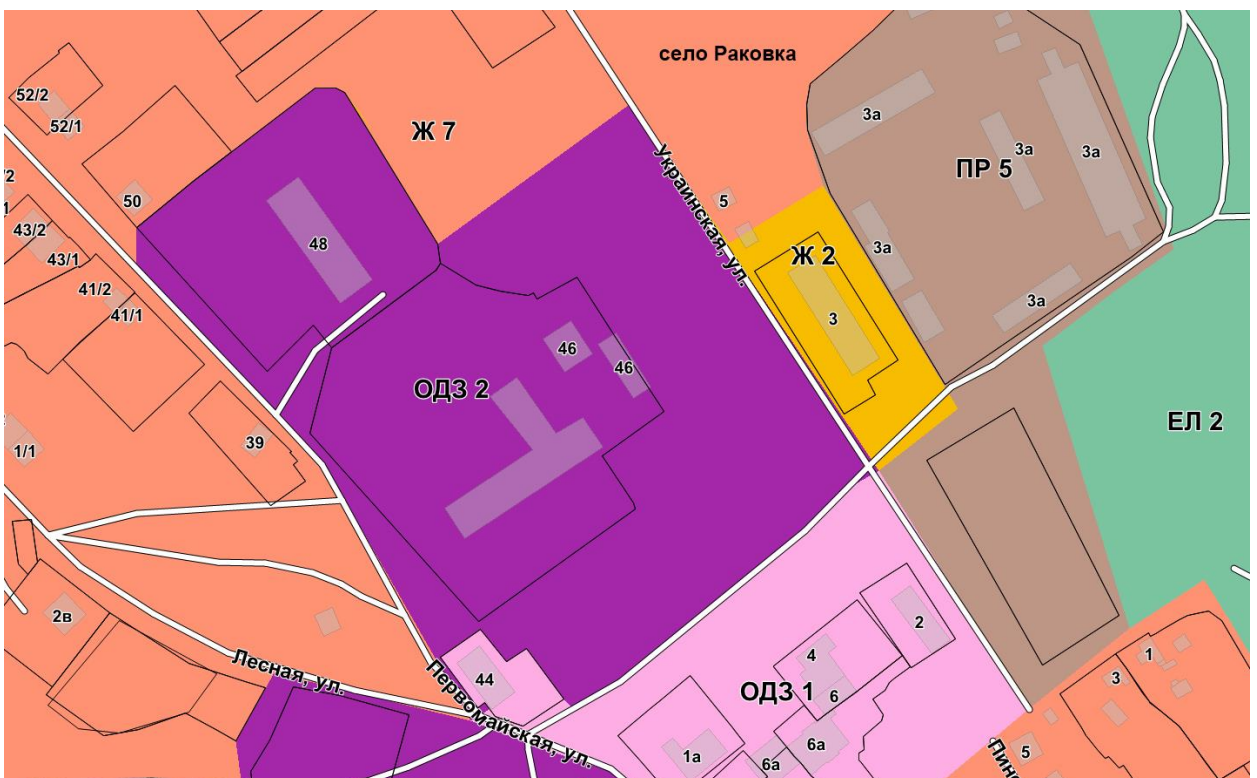 село Раковка
52/2
52/1
Ж 7
3а
3а
3а
ПР 5
50
5
Украинская, ул.
43/2
43/1
48
3а
Ж 2
41/2
41/1
3а
3
46
46
ОДЗ 2
ЕЛ 2
39
1/1
2в
2
Лесная, ул.
Первомайская, ул.
44
4
6
ОДЗ 1
1
3
6а
1а
6а
5